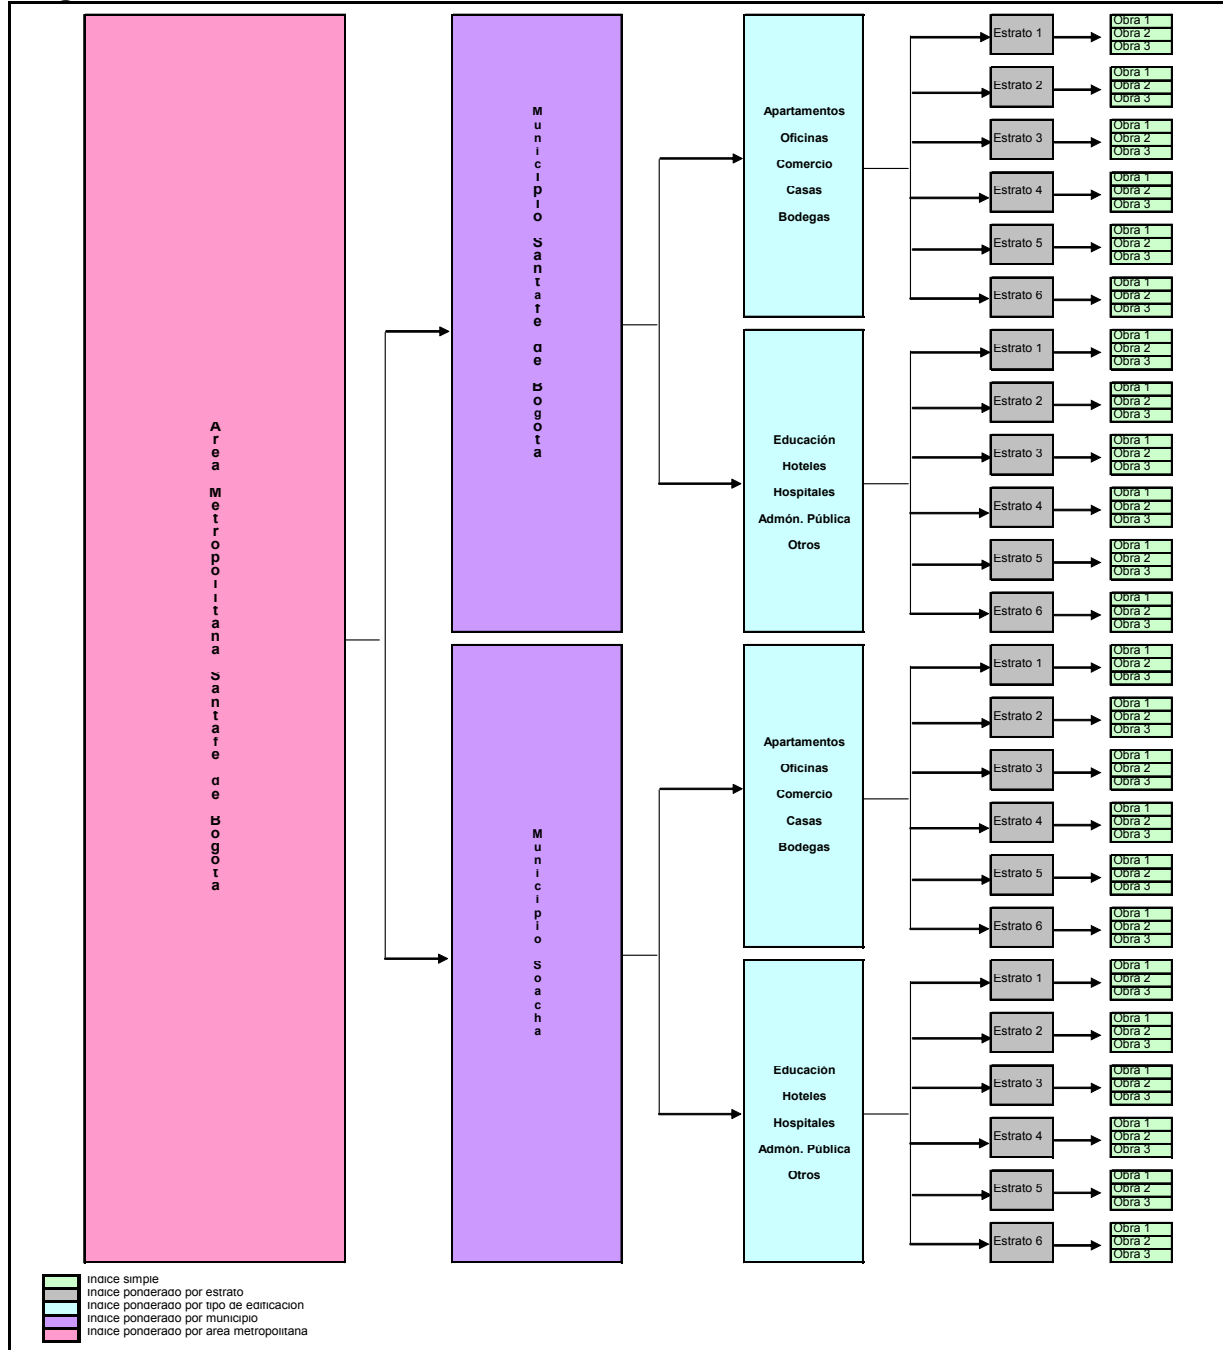 Area Metropolitana Santafe de Bogota
Municipio Santafe de Bogota
Apartamentos
Oficinas
Comercio
Casas
Bodegas
Estrato 1
Obra 1
Obra 2
Obra 3
Estrato 2
Obra 1
Obra 2
Obra 3
Estrato 3
Obra 1
Obra 2
Obra 3
Estrato 4
Obra 1
Obra 2
Obra 3
Estrato 5
Obra 1
Obra 2
Obra 3
Estrato 6
Obra 1
Obra 2
Obra 3
Educación
Hoteles
Hospitales
Admón. Pública
Otros
Estrato 1
Obra 1
Obra 2
Obra 3
Estrato 2
Obra 1
Obra 2
Obra 3
Estrato 3
Obra 1
Obra 2
Obra 3
Estrato 4
Obra 1
Obra 2
Obra 3
Estrato 5
Obra 1
Obra 2
Obra 3
Estrato 6
Obra 1
Obra 2
Obra 3
Municipio Soacha
Apartamentos
Oficinas
Comercio
Casas
Bodegas
Estrato 1
Obra 1
Obra 2
Obra 3
Estrato 2
Obra 1
Obra 2
Obra 3
Estrato 3
Obra 1
Obra 2
Obra 3
Estrato 4
Obra 1
Obra 2
Obra 3
Estrato 5
Obra 1
Obra 2
Obra 3
Estrato 6
Obra 1
Obra 2
Obra 3
Educación
Hoteles
Hospitales
Admón. Pública
Otros
Estrato 1
Obra 1
Obra 2
Obra 3
Estrato 2
Obra 1
Obra 2
Obra 3
Estrato 3
Obra 1
Obra 2
Obra 3
Estrato 4
Obra 1
Obra 2
Obra 3
Estrato 5
Obra 1
Obra 2
Obra 3
Estrato 6
Obra 1
Obra 2
Obra 3
Indice simple
Indice ponderado por estrato
Indice ponderado por tipo de edificación
Indice ponderado por municipio
Indice ponderado por area metropolitana